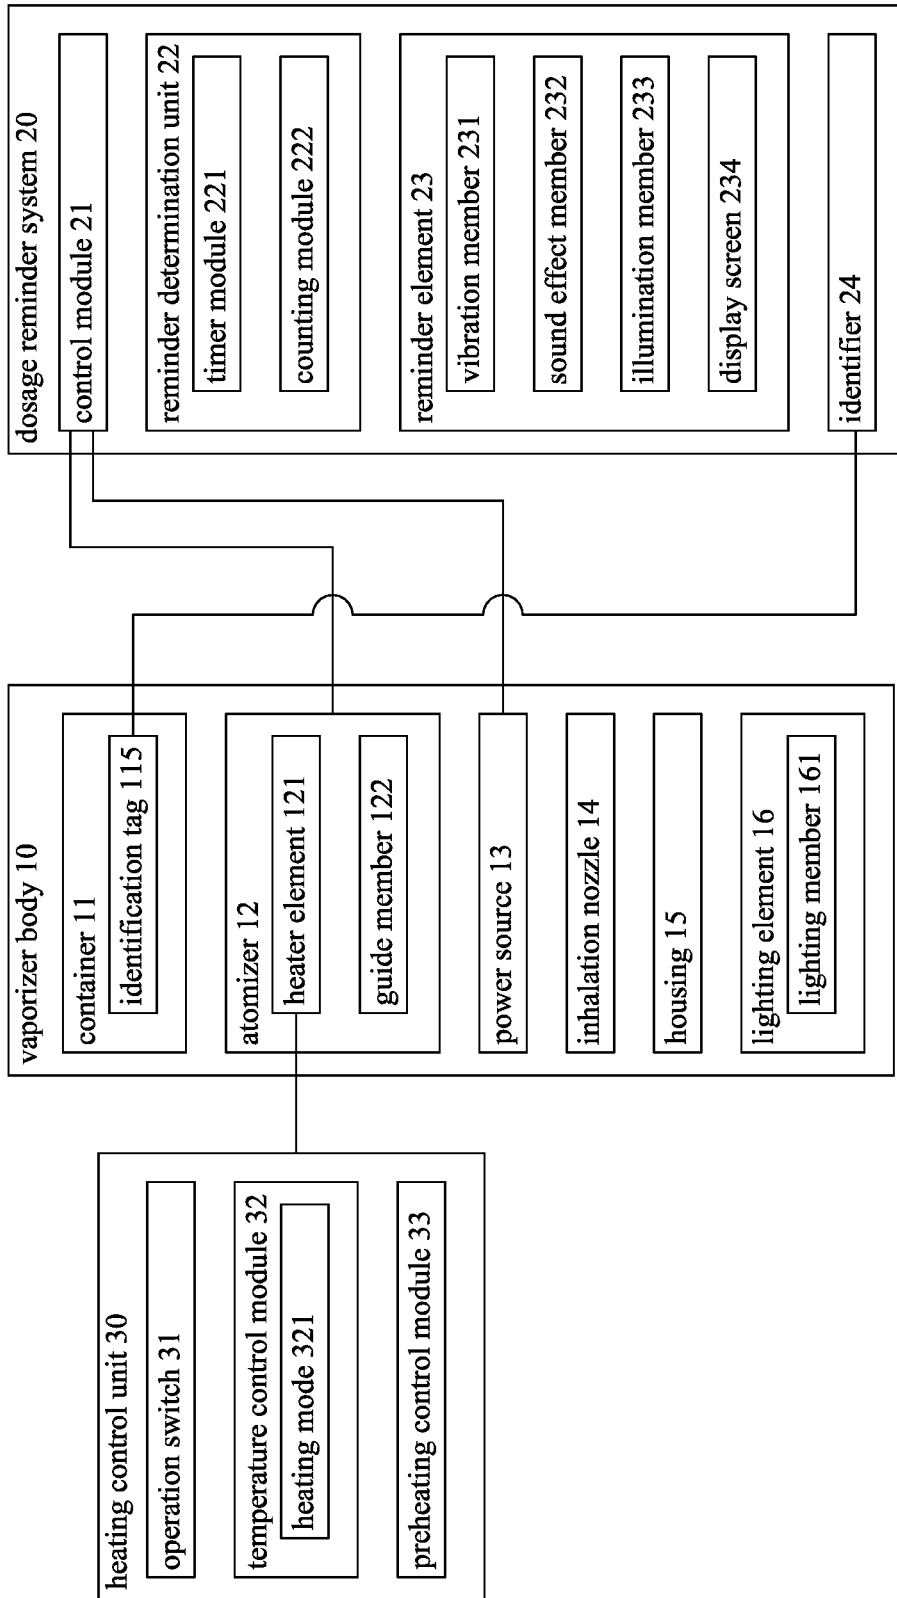 heating control unit 30
operation switch 31
temperature control module 32
heating mode 321
preheating control module 33
vaporizer body 10
container 11
identification tag 115
atomizer 12
heater element 121
guide member 122
power source 13
inhalation nozzle 14
housing 15
lighting element 16
lighting member 161
dosage reminder system 20
control module 21
reminder determination unit 22
timer module 221
counting module 222
reminder element 23
vibration member 231
sound effect member 232
illumination member 233
display screen 234
identifier 24